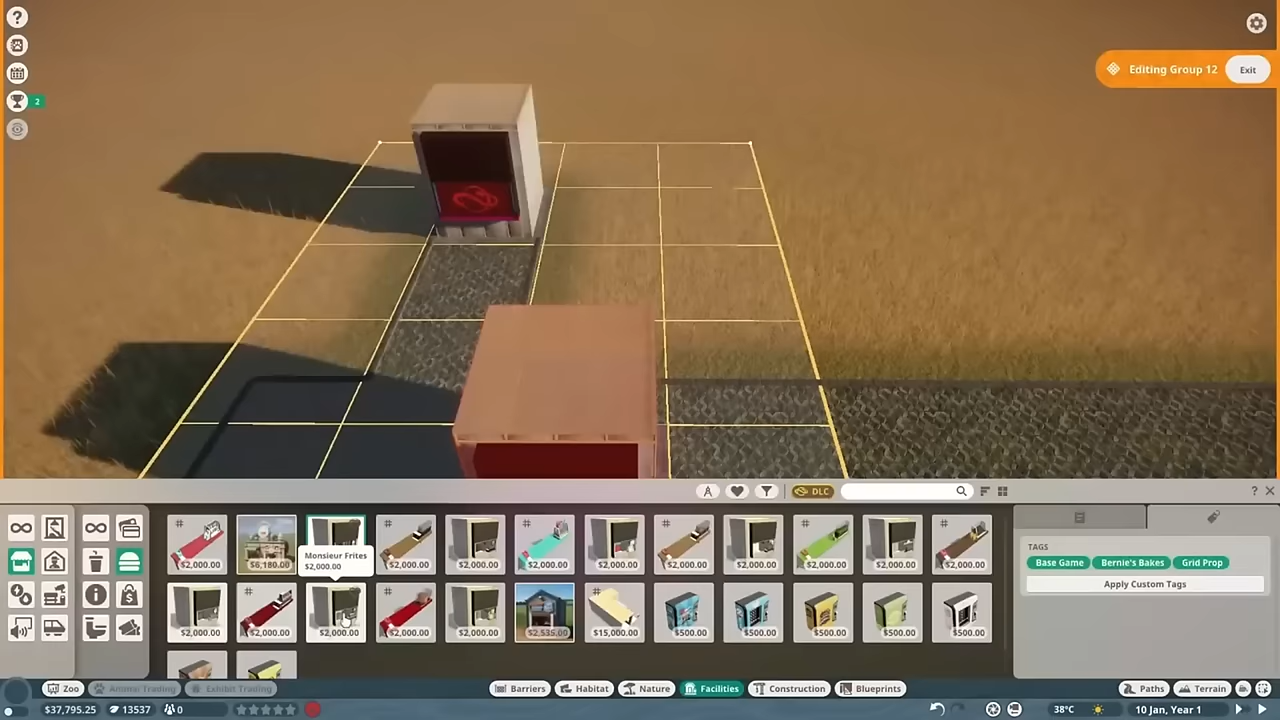 ?
2
Editing Group 12
Exit
DLC
?
Monsieur Frites
$2,000.00
$2,000.00
$6,180.00
$2,000.00
$2,000.00
$2,000.00
$2,000.00
$2,000.00
$2,000.00
$2,000.00
$2,000.00
$2,000.00
$2,000.00
$2,000.00
$2,000.00
$2,000.00
$2,000.00
$2,535.00
$15,000.00
$500.00
$500.00
$500.00
$500.00
$500.00
TAGS
Base Game
Bernie's Bakes
Grid Prop
Apply Custom Tags
Zoo
Animal Trading
Exhibit Trading
Barriers
Habitat
Nature
Facilities
Construction
Blueprints
Paths
Terrain
$37,795.25
13537
0
38°C
10 Jan, Year 1